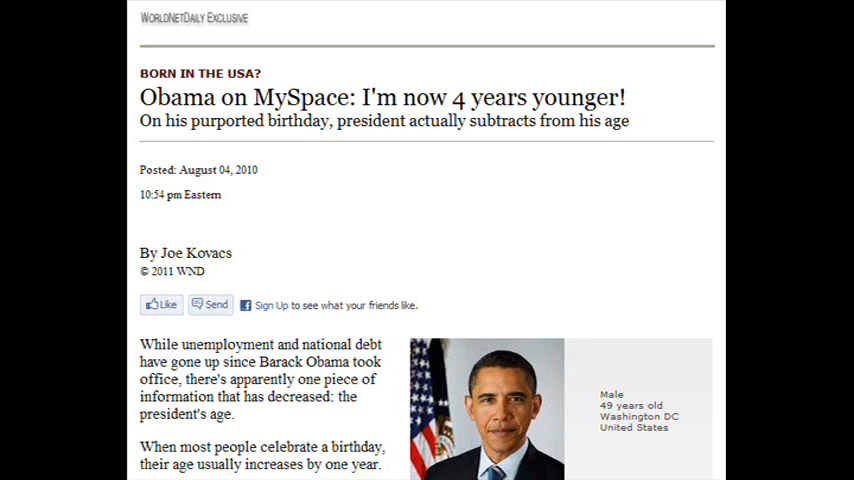 WORLDNETDAILY EXCLUSIVE
BORN IN THE USA?
Obama on MySpace: I'm now 4 years younger!
On his purported birthday, president actually subtracts from his age
Posted: August 04, 2010
10:54 pm Eastern
By Joe Kovacs
© 2011 WND
Like Send Sign Up to see what your friends like.
While unemployment and national debt
have gone up since Barack Obama took
office, there's apparently one piece of
information that has decreased: the
president's age.
When most people celebrate a birthday,
their age usually increases by one year.
Male
49 years old
Washington DC
United States